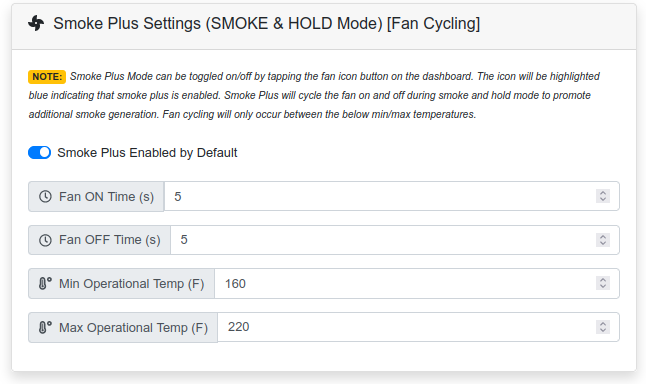 Smoke Plus Settings (SMOKE & HOLD Mode) [Fan Cycling]
NOTE: Smoke Plus Mode can be toggled on/off by tapping the fan icon button on the dashboard. The icon will be highlighted
blue indicating that smoke plus is enabled. Smoke Plus will cycle the fan on and off during smoke and hold mode to promote
additional smoke generation. Fan cycling will only occur between the below min/max temperatures.
Smoke Plus Enabled by Default
Fan ON Time (s) 5
Fan OFF Time (s) 5
Min Operational Temp (F) 160
Max Operational Temp (F) 220